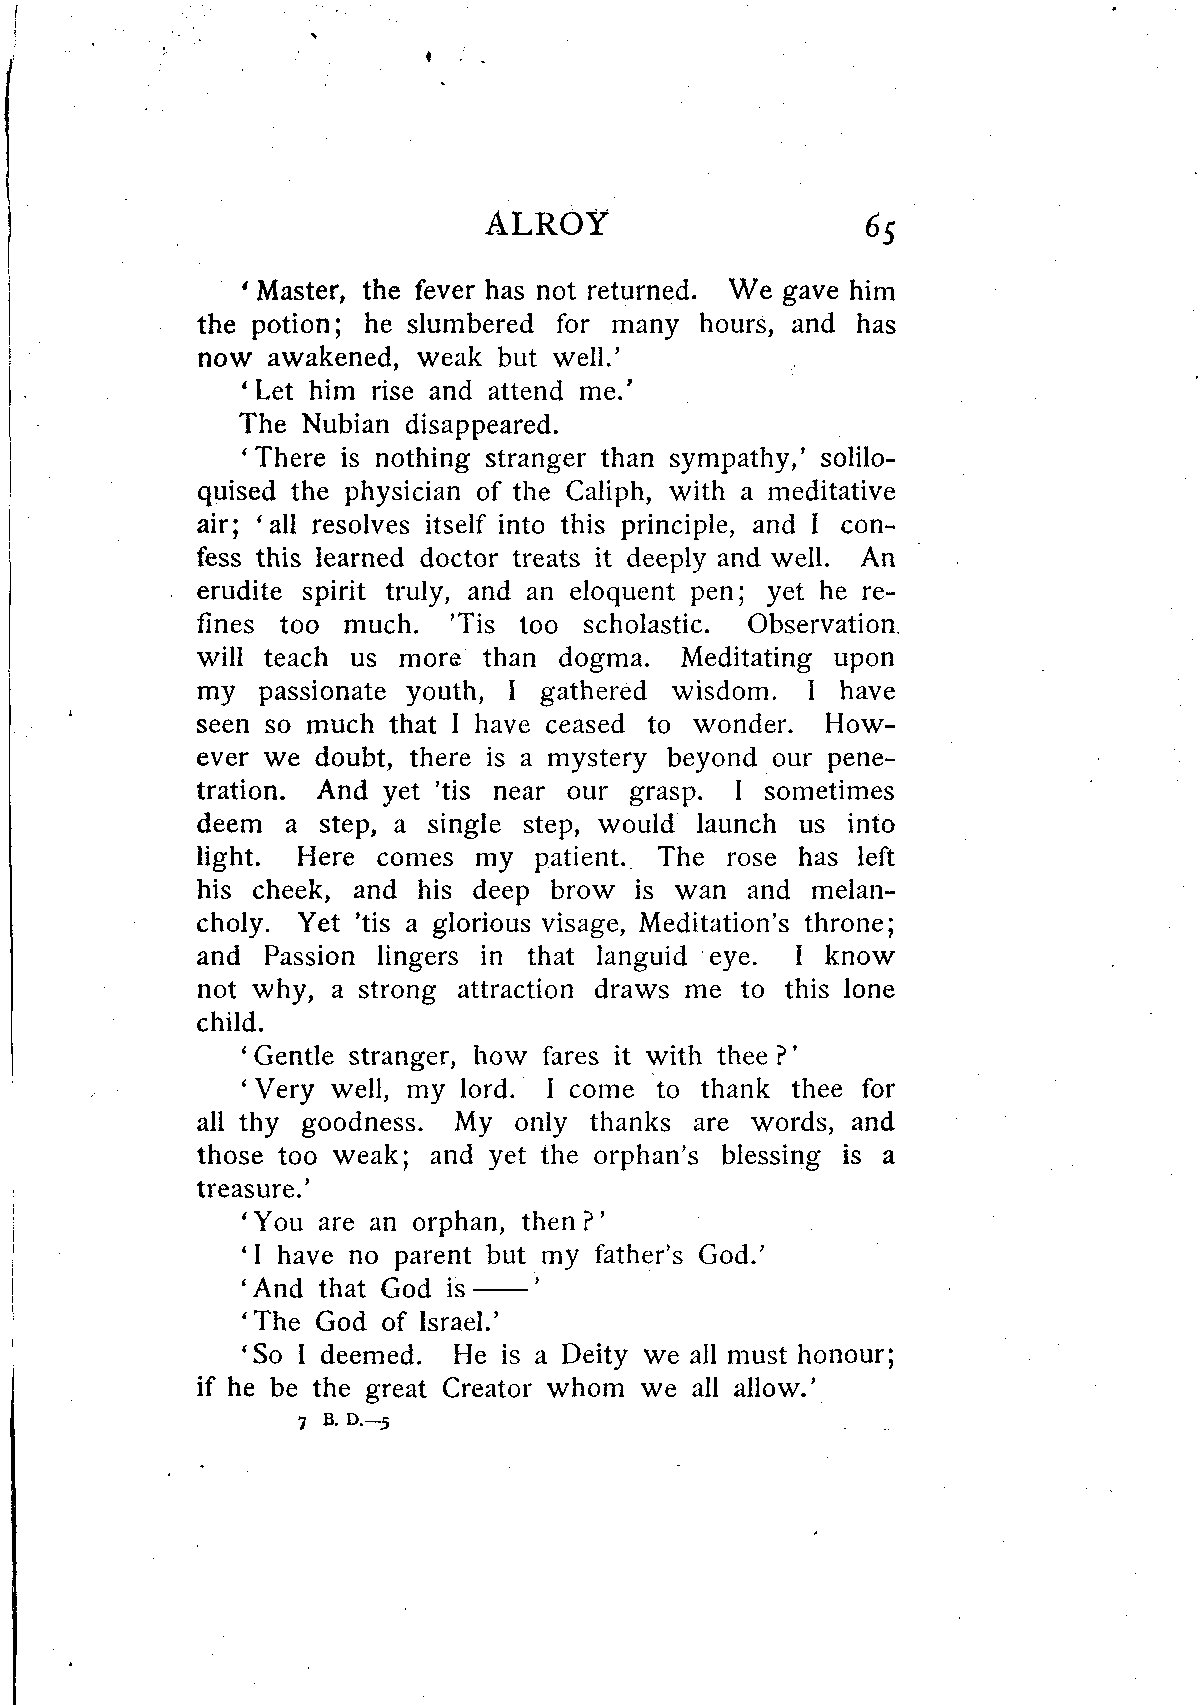 ALROY 65
‘Master, the fever has not returned. We gave him
the potion; he slumbered for many hours, and has
now awakened, weak but well.’
‘Let him rise and attend me.’
The Nubian disappeared.
‘There is nothing stranger than sympathy,’ solilo-
quised the physician of the Caliph, with a meditative
air; ‘all resolves itself into this principle, and I con-
fess this learned doctor treats it deeply and well. An
erudite spirit truly, and an eloquent pen; yet he re-
fines too much. ’Tis too scholastic. Observation
will teach us more than dogma. Meditating upon
my passionate youth, I gathered wisdom. I have
seen so much that I have ceased to wonder. How-
ever we doubt, there is a mystery beyond our pene-
tration. And yet ’tis near our grasp. I sometimes
deem a step, a single step, would launch us into
light. Here comes my patient. The rose has left
his cheek, and his deep brow is wan and melan-
choly. Yet ’tis a glorious visage, Meditation’s throne;
and Passion lingers in that languid eye. I know
not why, a strong attraction draws me to this lone
child.
‘Gentle stranger, how fares it with thee?’
‘Very well, my lord. I come to thank thee for
all thy goodness. My only thanks are words, and
those too weak; and yet the orphan’s blessing is a
treasure.’
‘You are an orphan, then?’
‘I have no parent but my father’s God.’
‘And that God is——’
‘The God of Israel.’
‘So I deemed. He is a Deity we all must honour;
if he be the great Creator whom we all allow.’
7 B. D.—5